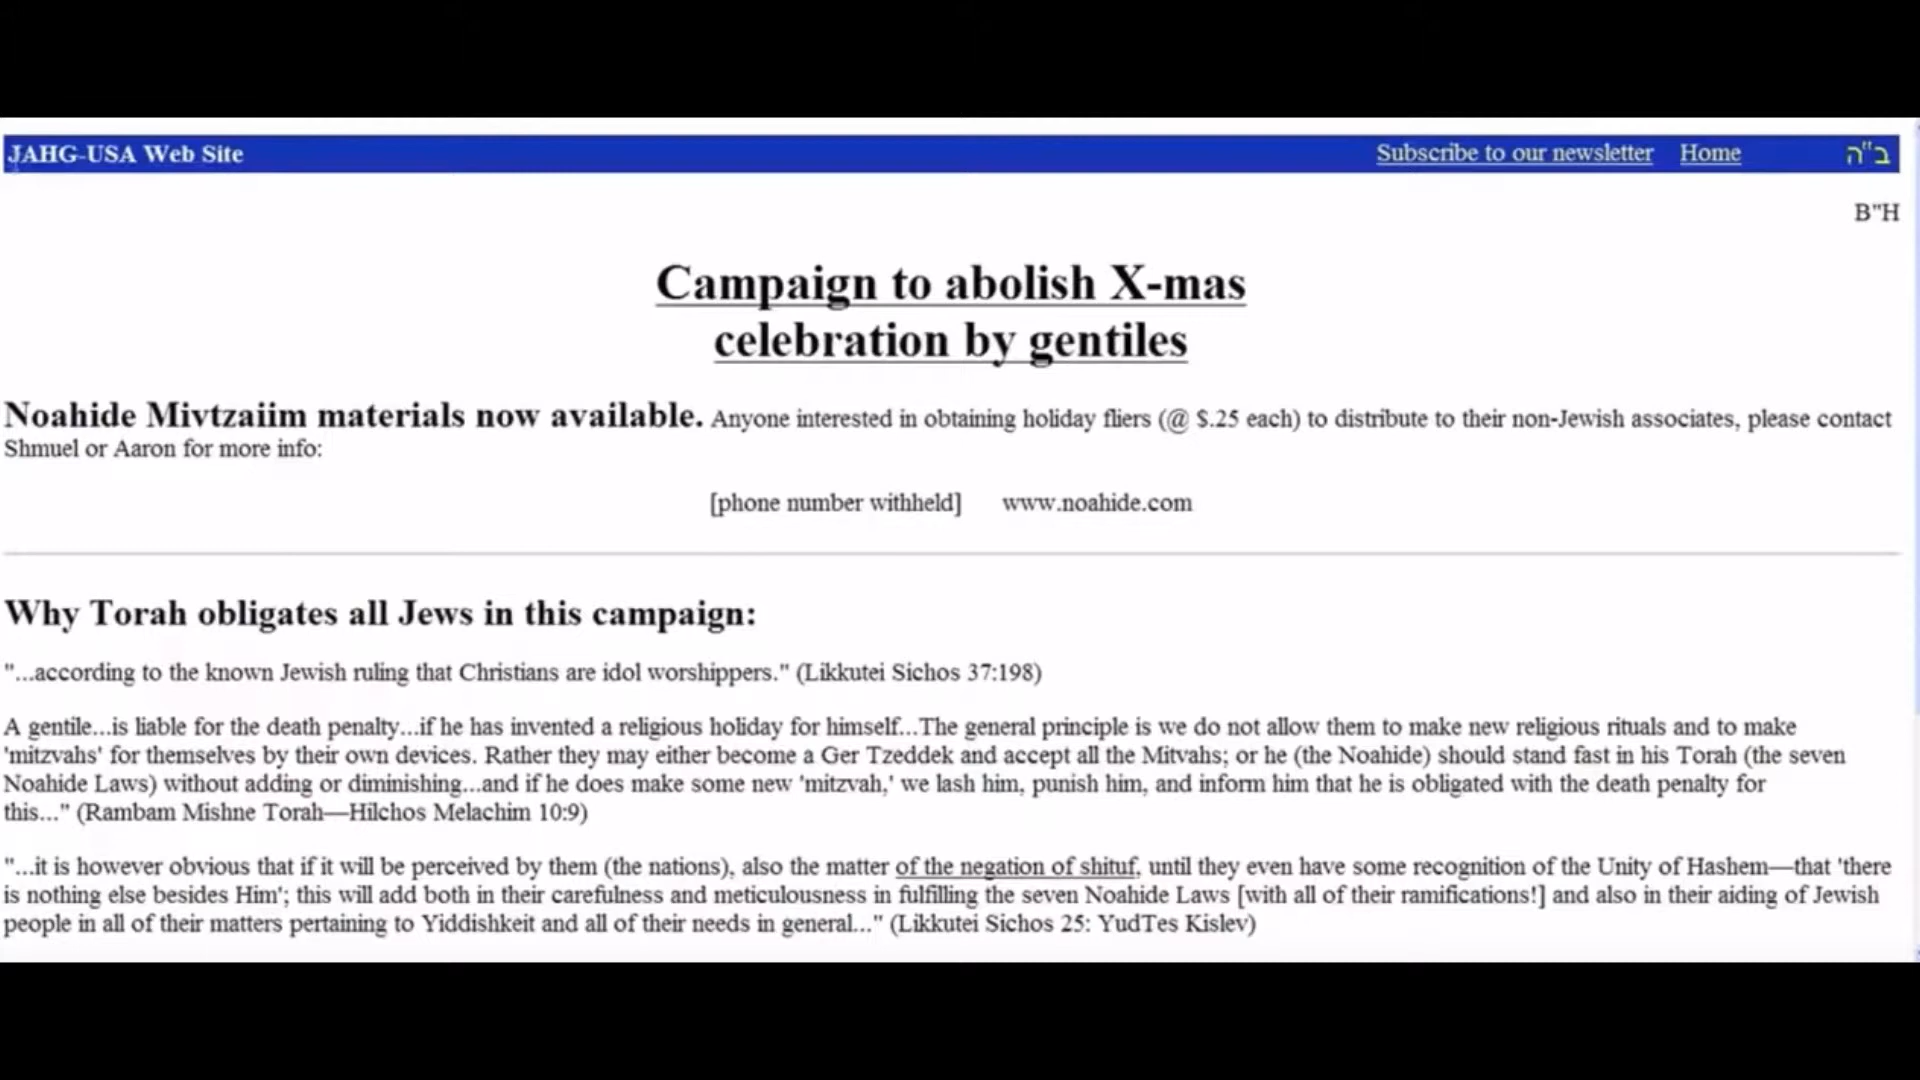 JAHG-USA Web Site Subscribe to our newsletter Home ב"ה
B"H
Campaign to abolish X-mas
celebration by gentiles
Noahide Mivtzaiim materials now available. Anyone interested in obtaining holiday fliers (@ $.25 each) to distribute to their non-Jewish associates, please contact
Shmuel or Aaron for more info:
[phone number withheld] www.noahide.com
Why Torah obligates all Jews in this campaign:
"...according to the known Jewish ruling that Christians are idol worshippers." (Likkutei Sichos 37:198)
A gentile...is liable for the death penalty...if he has invented a religious holiday for himself...The general principle is we do not allow them to make new religious rituals and to make
'mitzvahs' for themselves by their own devices. Rather they may either become a Ger Tzeddek and accept all the Mitvahs; or he (the Noahide) should stand fast in his Torah (the seven
Noahide Laws) without adding or diminishing...and if he does make some new 'mitzvah,' we lash him, punish him, and inform him that he is obligated with the death penalty for
this..." (Rambam Mishne Torah—Hilchos Melachim 10:9)
"...it is however obvious that if it will be perceived by them (the nations), also the matter of the negation of shituf, until they even have some recognition of the Unity of Hashem—that 'there
is nothing else besides Him'; this will add both in their carefulness and meticulousness in fulfilling the seven Noahide Laws [with all of their ramifications!] and also in their aiding of Jewish
people in all of their matters pertaining to Yiddishkeit and all of their needs in general..." (Likkutei Sichos 25: YudTes Kislev)